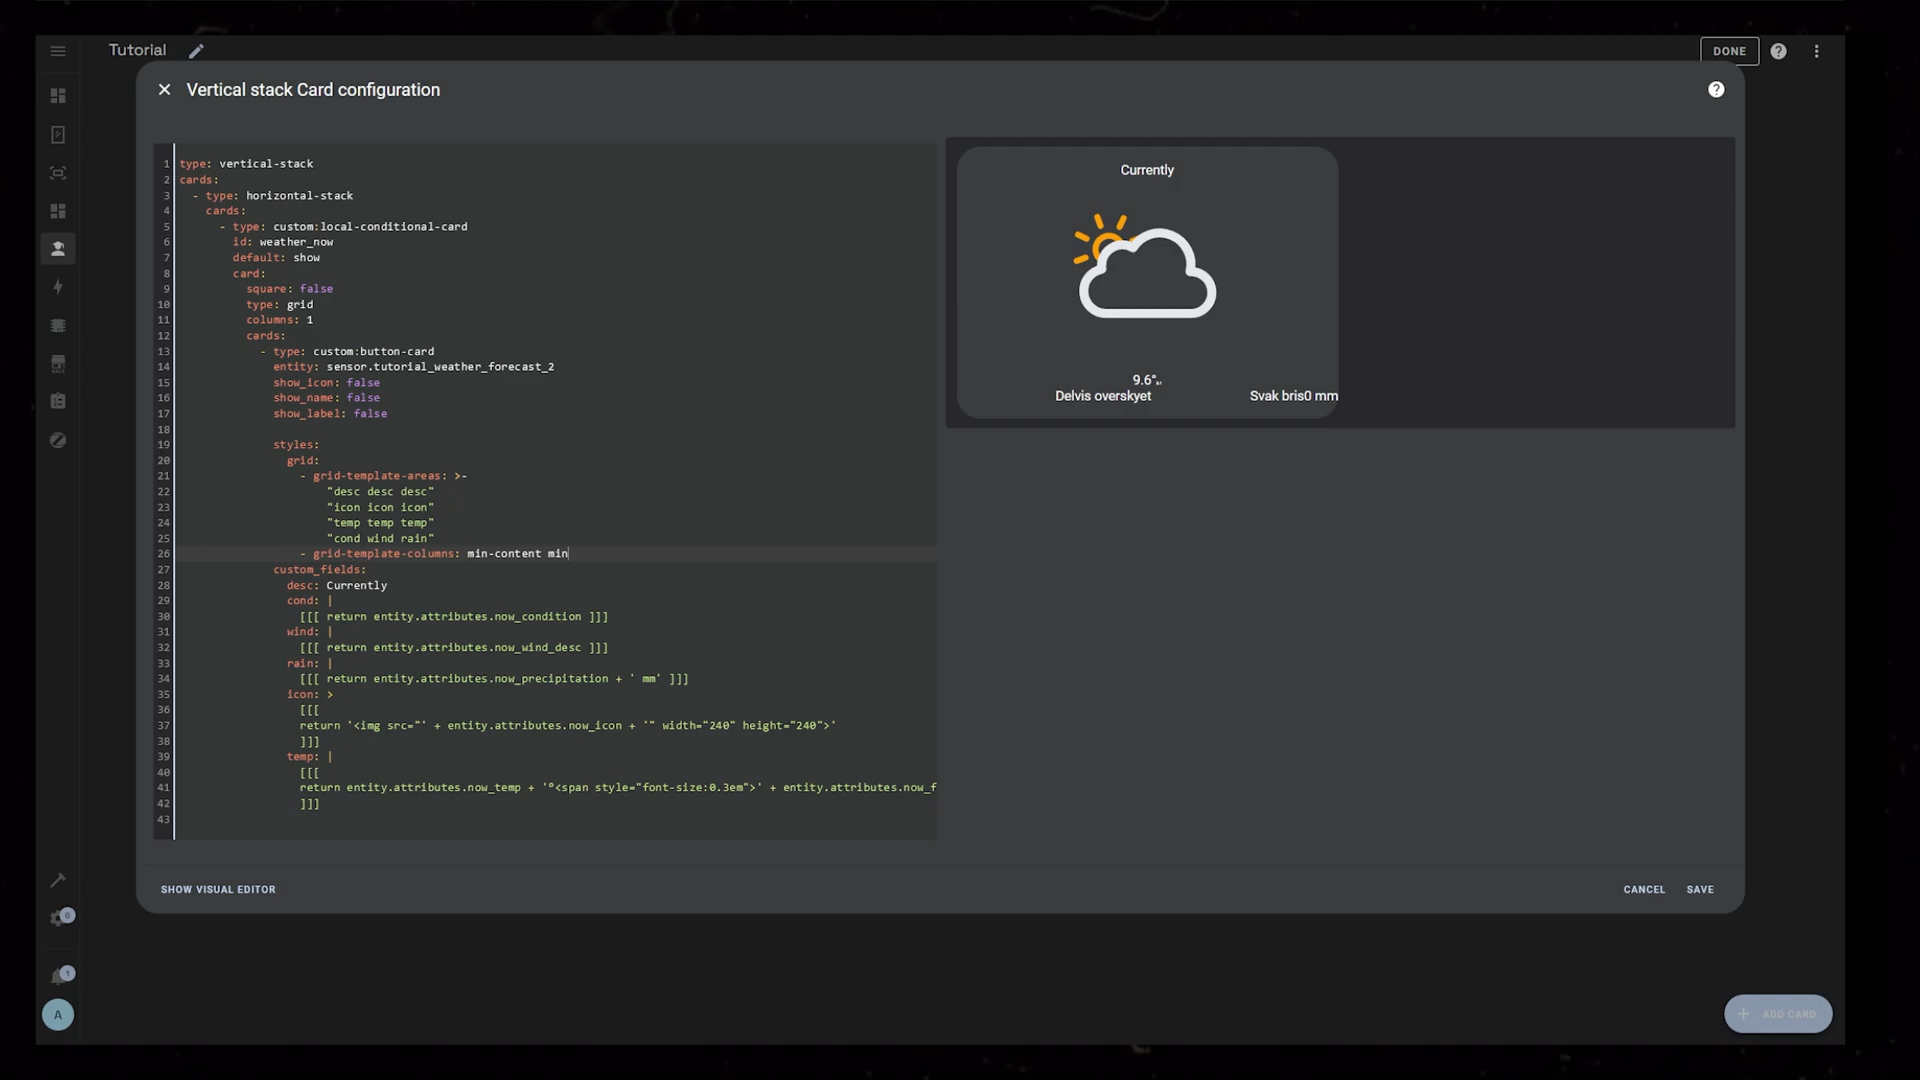 Tutorial
DONE
Vertical stack Card configuration
1 type: vertical-stack
2 cards:
3 - type: horizontal-stack
4 cards:
5 - type: custom:local-conditional-card
6 id: weather_now
7 default: show
8 card:
9 square: false
10 type: grid
11 columns: 1
12 cards:
13 - type: custom:button-card
14 entity: sensor.tutorial_weather_forecast_2
15 show_icon: false
16 show_name: false
17 show_label: false
18
19 styles:
20 grid:
21 - grid-template-areas: >-
22 "desc desc desc"
23 "icon icon icon"
24 "temp temp temp"
25 "cond wind rain"
26 - grid-template-columns: min-content min
27 custom_fields:
28 desc: Currently
29 cond: |
30 [[[ return entity.attributes.now_condition ]]]
31 wind: |
32 [[[ return entity.attributes.now_wind_desc ]]]
33 rain: |
34 [[[ return entity.attributes.now_precipitation + ' mm' ]]]
35 icon: >
36 [[[
37 return '<img src="' + entity.attributes.now_icon + '" width="240" height="240">'
38 ]]]
39 temp: |
40 [[[
41 return entity.attributes.now_temp + '°<span style="font-size:0.3em">' + entity.attributes.now_f
42 ]]]
43
Currently
9.6°
Delvis overskyet Svak bris0 mm
SHOW VISUAL EDITOR
CANCEL SAVE
6
1
A
ADD CARD